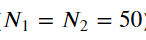 (N₁ = N₂ = 50)